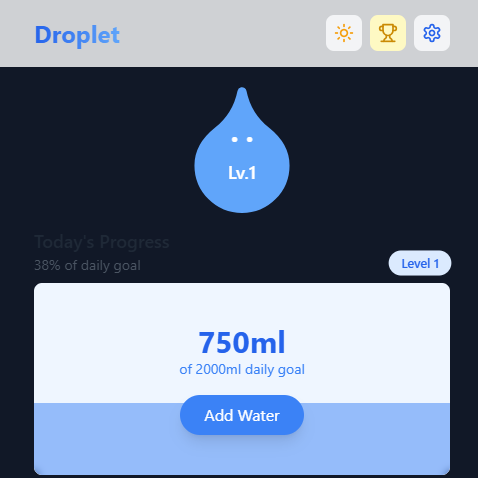 Droplet
Lv.1
Today's Progress
38% of daily goal
Level 1
750ml
of 2000ml daily goal
Add Water